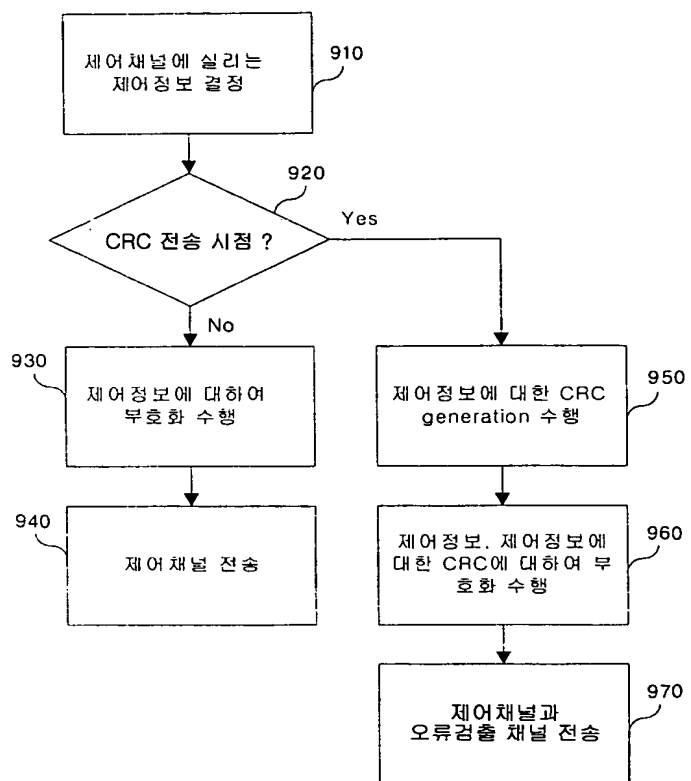 제어채널에 실리는
제어정보 결정
910
CRC 전송 시점 ?
920
Yes
No
930
제어정보에 대하여
부호화 수행
940
제어채널 전송
제어정보에 대한 CRC
generation 수행
950
제어정보, 제어정보에
대한 CRC에 대하여 부
호화 수행
960
제어채널과
오류검출 채널 전송
970